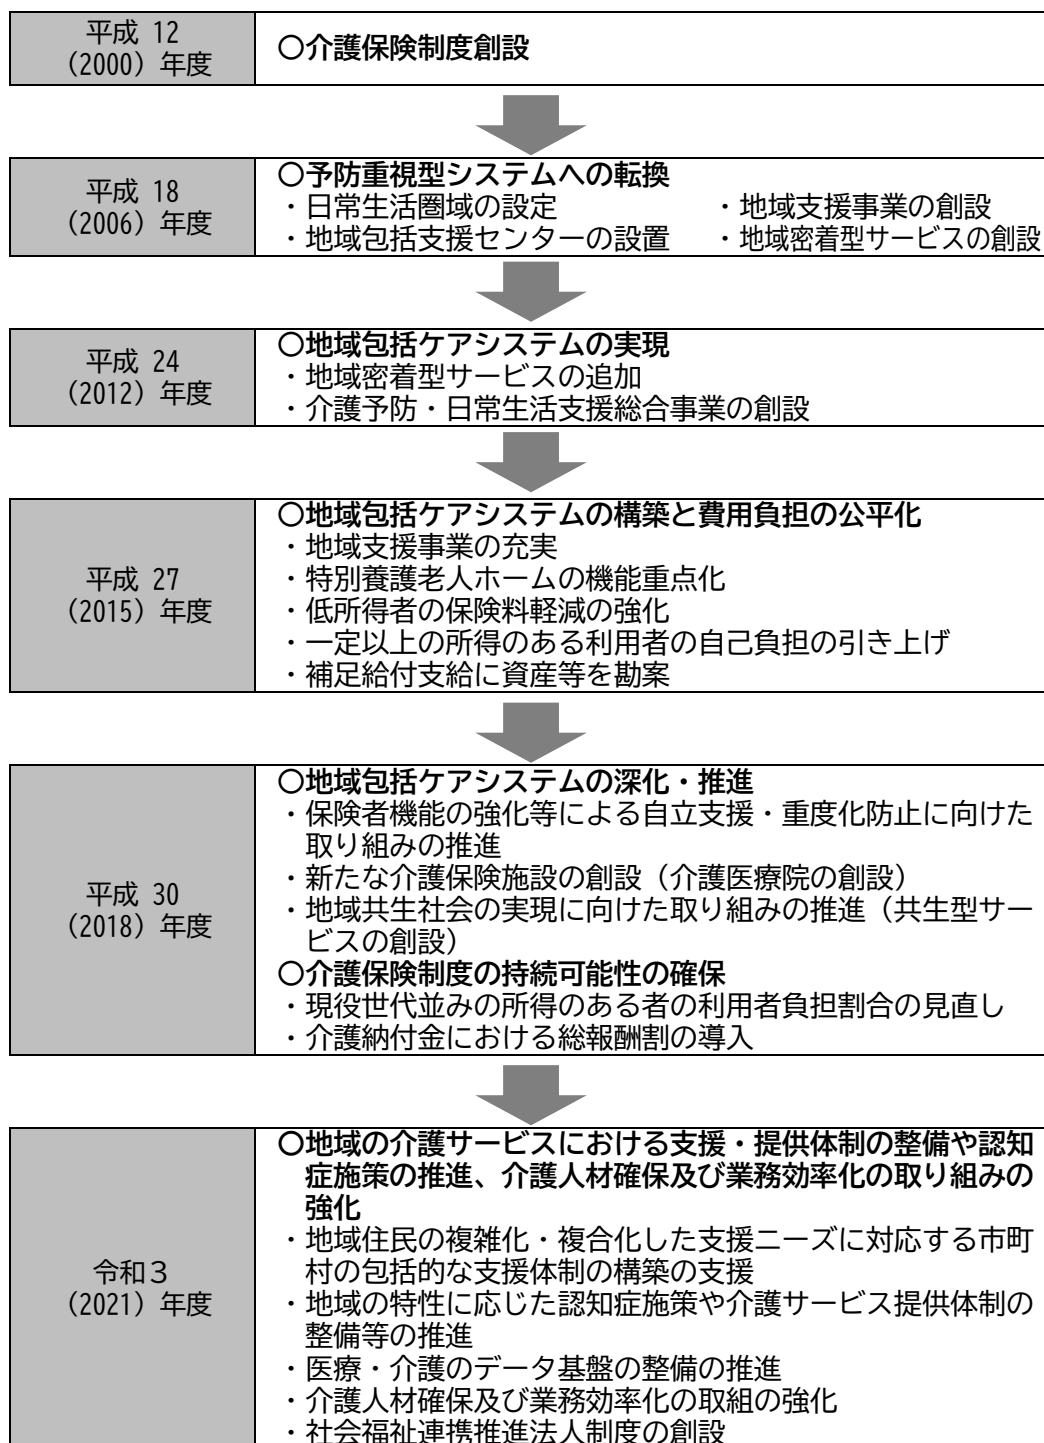 平成 12
（2000）年度
〇介護保険制度創設
平成 18
（2006）年度
〇予防重視型システムへの転換
・日常生活圏域の設定　　　・地域支援事業の創設
・地域包括支援センターの設置　・地域密着型サービスの創設
平成 24
（2012）年度
〇地域包括ケアシステムの実現
・地域密着型サービスの追加
・介護予防・日常生活支援総合事業の創設
平成 27
（2015）年度
〇地域包括ケアシステムの構築と費用負担の公平化
・地域支援事業の充実
・特別養護老人ホームの機能重点化
・低所得者の保険料軽減の強化
・一定以上の所得のある利用者の自己負担の引き上げ
・補足給付支給に資産等を勘案
平成 30
（2018）年度
〇地域包括ケアシステムの深化・推進
・保険者機能の強化等による自立支援・重度化防止に向けた
取り組みの推進
・新たな介護保険施設の創設（介護医療院の創設）
・地域共生社会の実現に向けた取り組みの推進（共生型サー
ビスの創設）
〇介護保険制度の持続可能性の確保
・現役世代並みの所得のある者の利用者負担割合の見直し
・介護納付金における総報酬割の導入
令和３
（2021）年度
〇地域の介護サービスにおける支援・提供体制の整備や認知
症施策の推進、介護人材確保及び業務効率化の取り組みの
強化
・地域住民の複雑化・複合化した支援ニーズに対応する市町
村の包括的な支援体制の構築の支援
・地域の特性に応じた認知症施策や介護サービス提供体制の
整備等の推進
・医療・介護のデータ基盤の整備の推進
・介護人材確保及び業務効率化の取組の強化
・社会福祉連携推進法人制度の創設